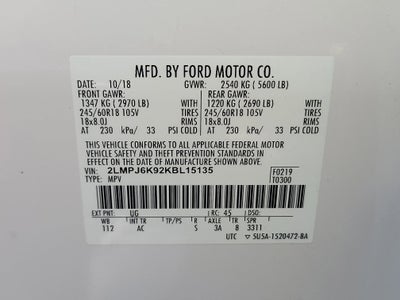 MFD. BY FORD MOTOR CO.
DATE: 10/18 GVWR: 2540 KG ( 5600 LB)
FRONT GAWR: REAR GAWR:
1347 KG ( 2970 LB) WITH 1220 KG ( 2690 LB) WITH
245/60R18 105V TIRES 245/60R18 105V TIRES
18x8.0J RIMS 18x8.0J RIMS
AT 230 kPa/ 33 PSI COLD AT 230 kPa/ 33 PSI COLD
THIS VEHICLE CONFORMS TO ALL APPLICABLE FEDERAL MOTOR
VEHICLE SAFETY AND THEFT PREVENTION STANDARDS IN
EFFECT ON THE DATE OF MANUFACTURE SHOWN ABOVE.
VIN: 2LMPJ6K92KBL15135 F0219
TYPE: MPV T0300
EXT PNT: UG RC: 45 DSO:
WB INT TR TP/PS R AXLE TR SPR
112 AC S 3A 8 3311
UTC 5U5A-1520472-BA